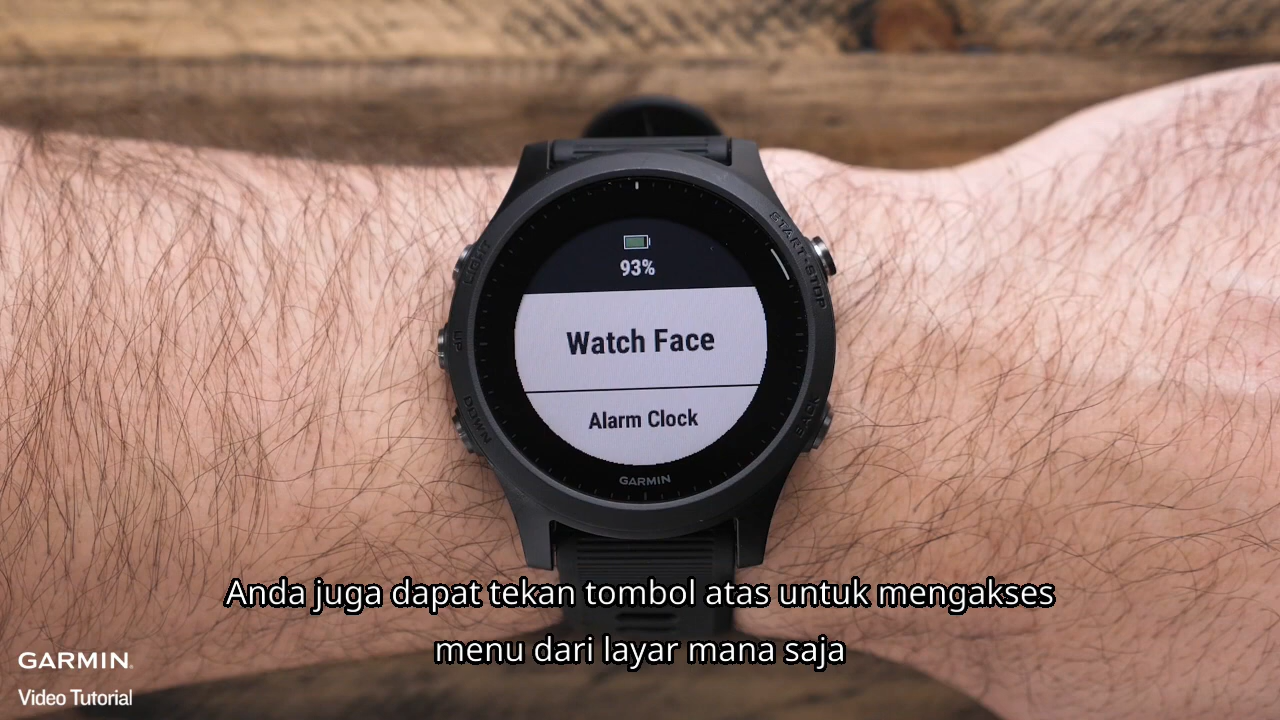 START·STOP
LIGHT
93%
Watch Face
UP
Alarm Clock
DOWN
BACK
GARMIN
Anda juga dapat tekan tombol atas untuk mengakses
menu dari layar mana saja
GARMIN.
Video Tutorial